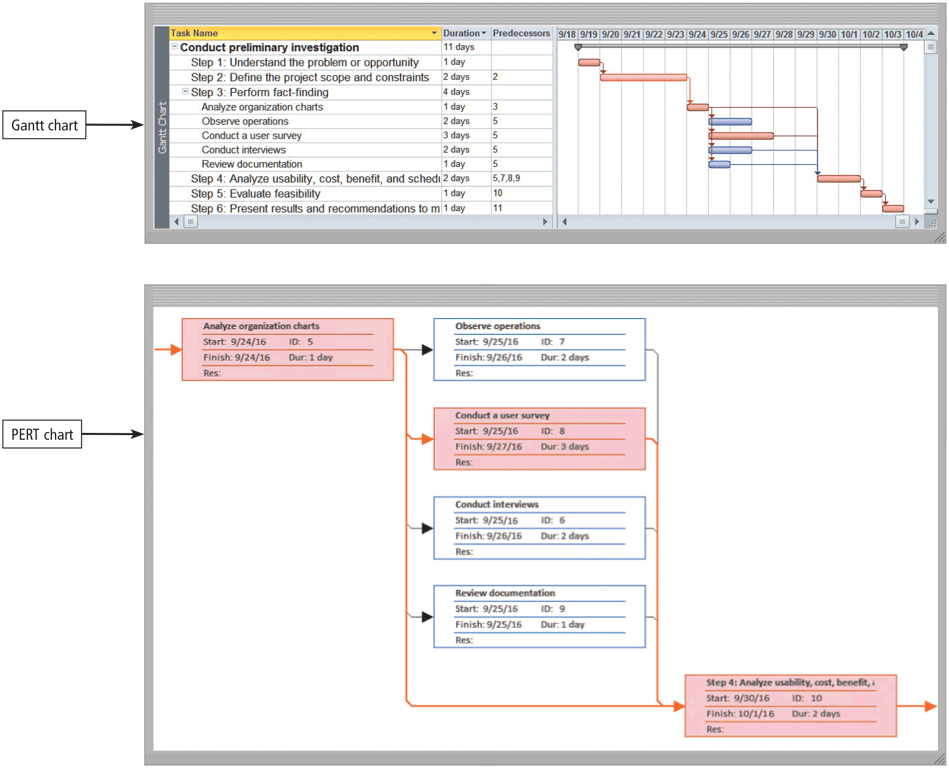 Gantt chart
Gantt Chart
Task Name Duration Predecessors 9/18 9/19 9/20 9/21 9/22 9/23 9/24 9/25 9/26 9/27 9/28 9/29 9/30 10/1 10/2 10/3 10/4
Conduct preliminary investigation 11 days
Step 1: Understand the problem or opportunity 1 day
Step 2: Define the project scope and constraints 2 days 2
Step 3: Perform fact-finding 4 days
Analyze organization charts 1 day 3
Observe operations 2 days 5
Conduct a user survey 3 days 5
Conduct interviews 2 days 5
Review documentation 1 day 5
Step 4: Analyze usability, cost, benefit, and schedu 2 days 5,7,8,9
Step 5: Evaluate feasibility 1 day 10
Step 6: Present results and recommendations to m 1 day 11
PERT chart
Analyze organization charts
Start: 9/24/16 ID: 5
Finish: 9/24/16 Dur: 1 day
Res:
Observe operations
Start: 9/25/16 ID: 7
Finish: 9/26/16 Dur: 2 days
Res:
Conduct a user survey
Start: 9/25/16 ID: 8
Finish: 9/27/16 Dur: 3 days
Res:
Conduct interviews
Start: 9/25/16 ID: 6
Finish: 9/26/16 Dur: 2 days
Res:
Review documentation
Start: 9/25/16 ID: 9
Finish: 9/25/16 Dur: 1 day
Res:
Step 4: Analyze usability, cost, benefit,
Start: 9/30/16 ID: 10
Finish: 10/1/16 Dur: 2 days
Res: